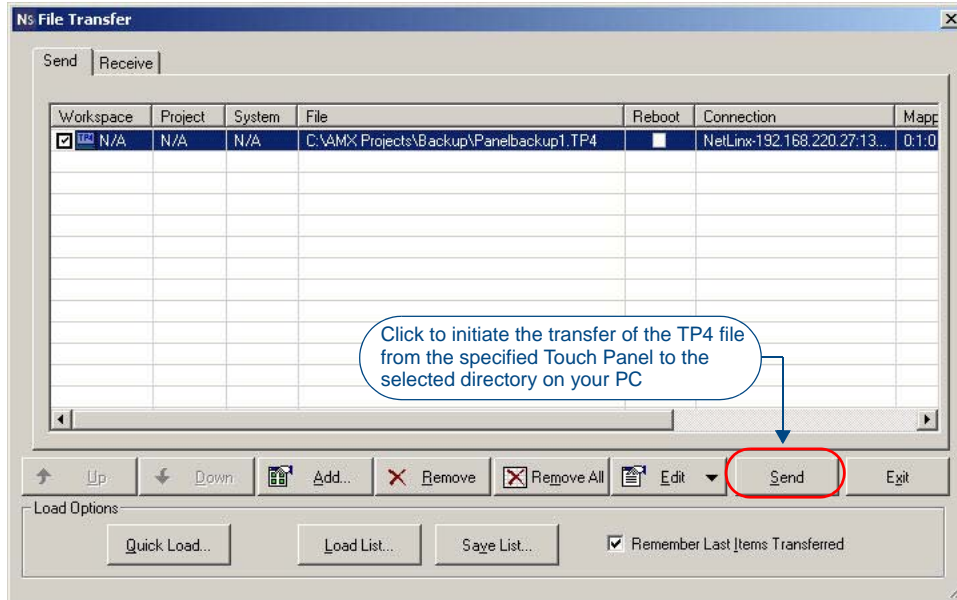 NS File Transfer
Send Receive
Workspace Project System File Reboot Connection Mapp
TP4 N/A N/A N/A C:\AMX Projects\Backup\Panelbackup1.TP4 NetLinx-192.168.220.27:13... 0:1:0
Click to initiate the transfer of the TP4 file
from the specified Touch Panel to the
selected directory on your PC
Up Down Add... Remove Remove All Edit Send Exit
Load Options
Quick Load... Load List... Save List... Remember Last Items Transferred